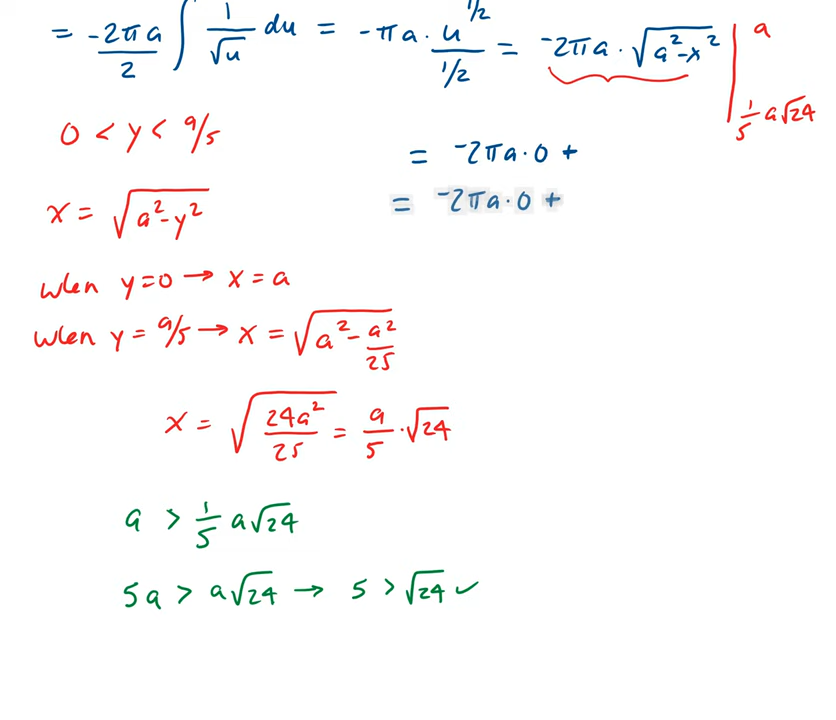 = -2πa/2 ∫ 1/√u du = -πa · u^1/2 / 1/2 = -2πa · √a²-x² | a
1/5 a√24
0 < y < a/5
= -2πa·0 +
x = √a²-y²
= -2πa·0 +
when y=0 → x = a
when y = a/5 → x = √a² - a²/25
x = √24a²/25 = a/5 · √24
a > 1/5 a√24
5a > a√24 → 5 > √24 ✓